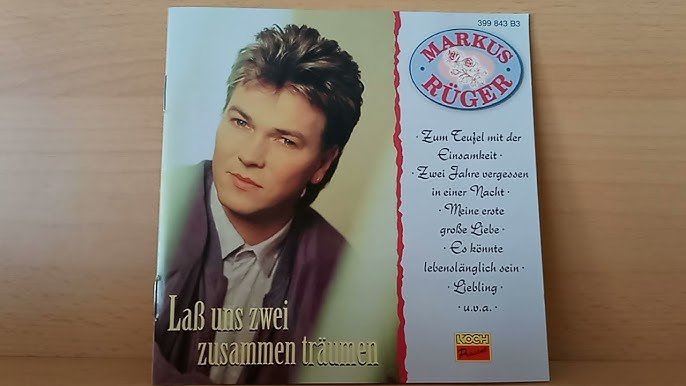 399 843 B3
MARKUS
RÜGER
· Zum Teufel mit der
Einsamkeit ·
· Zwei Jahre vergessen
in einer Nacht ·
· Meine erste
große Liebe ·
· Es könnte
lebenslänglich sein ·
· Liebling ·
· u.v.a. ·
Laß uns zwei
zusammen träumen
KOCH
Präsent